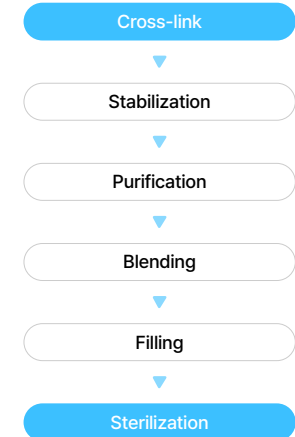 Cross-link
Stabilization
Purification
Blending
Filling
Sterilization